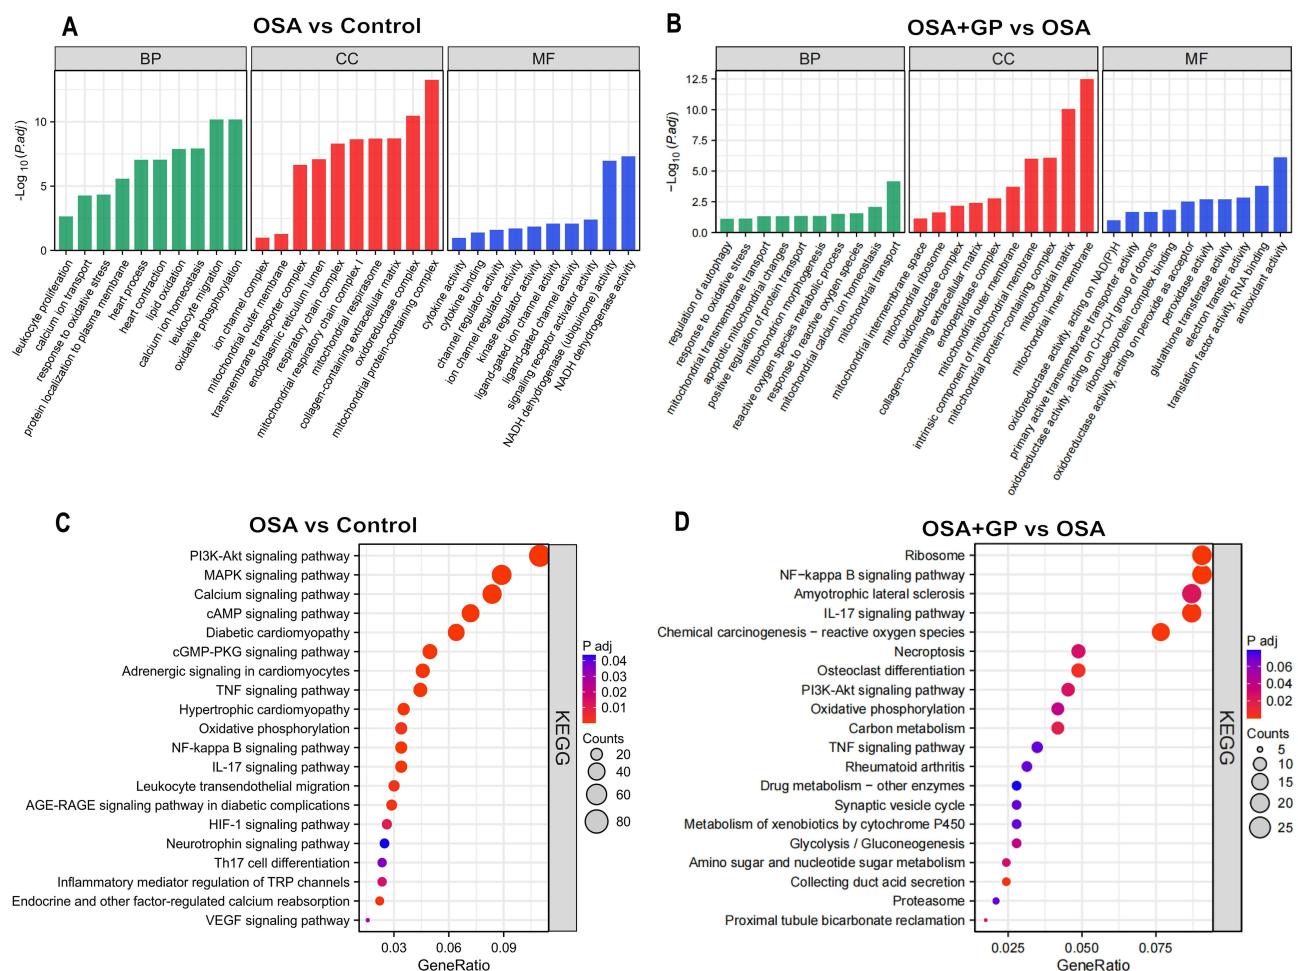 A
OSA vs Control
BP
CC
MF
-Log 10 (P.adj)
10
5
0
leukocyte proliferation
calcium ion transport
response to oxidative stress
protein localization to plasma membrane
heart process
heart contraction
lipid oxidation
calcium ion homeostasis
leukocyte migration
oxidative phosphorylation
ion channel complex
mitochondrial outer membrane
transmembrane transporter complex
endoplasmic reticulum lumen
respiratory chain complex
mitochondrial respiratory chain complex I
mitochondrial respirasome
collagen-containing extracellular matrix
oxidoreductase complex
mitochondrial protein-containing complex
cytokine activity
cytokine binding
channel regulator activity
ion channel regulator activity
kinase regulator activity
ligand-gated ion channel activity
ligand-gated channel activity
signaling receptor activator activity
NADH dehydrogenase (ubiquinone) activity
NADH dehydrogenase activity
B
OSA+GP vs OSA
BP
CC
MF
−Log10 (P.adj)
12.5
10.0
7.5
5.0
2.5
0.0
regulation of autophagy
response to oxidative stress
mitochondrial transmembrane transport
apoptotic mitochondrial changes
positive regulation of protein transport
mitochondrion morphogenesis
reactive oxygen species metabolic process
response to reactive oxygen species
mitochondrial calcium ion homeostasis
mitochondrial transport
mitochondrial intermembrane space
mitochondrial ribosome
oxidoreductase complex
collagen−containing extracellular matrix
endopeptidase complex
mitochondrial outer membrane
intrinsic component of mitochondrial membrane
mitochondrial protein−containing complex
mitochondrial matrix
mitochondrial inner membrane
oxidoreductase activity, acting on NAD(P)H
primary active transmembrane transporter activity
oxidoreductase activity, acting on CH−OH group of donors
ribonucleoprotein complex binding
oxidoreductase activity, acting on peroxide as acceptor
peroxidase activity
glutathione transferase activity
electron transfer activity
translation factor activity, RNA binding
antioxidant activity
C
OSA vs Control
PI3K-Akt signaling pathway
MAPK signaling pathway
Calcium signaling pathway
cAMP signaling pathway
Diabetic cardiomyopathy
cGMP-PKG signaling pathway
Adrenergic signaling in cardiomyocytes
TNF signaling pathway
Hypertrophic cardiomyopathy
Oxidative phosphorylation
NF-kappa B signaling pathway
IL-17 signaling pathway
Leukocyte transendothelial migration
AGE-RAGE signaling pathway in diabetic complications
HIF-1 signaling pathway
Neurotrophin signaling pathway
Th17 cell differentiation
Inflammatory mediator regulation of TRP channels
Endocrine and other factor-regulated calcium reabsorption
VEGF signaling pathway
0.03
0.06
0.09
GeneRatio
KEGG
P adj
0.04
0.03
0.02
0.01
Counts
20
40
60
80
D
OSA+GP vs OSA
Ribosome
NF−kappa B signaling pathway
Amyotrophic lateral sclerosis
IL−17 signaling pathway
Chemical carcinogenesis − reactive oxygen species
Necroptosis
Osteoclast differentiation
PI3K−Akt signaling pathway
Oxidative phosphorylation
Carbon metabolism
TNF signaling pathway
Rheumatoid arthritis
Drug metabolism − other enzymes
Synaptic vesicle cycle
Metabolism of xenobiotics by cytochrome P450
Glycolysis / Gluconeogenesis
Amino sugar and nucleotide sugar metabolism
Collecting duct acid secretion
Proteasome
Proximal tubule bicarbonate reclamation
0.025
0.050
0.075
GeneRatio
KEGG
P adj
0.06
0.04
0.02
Counts
5
10
15
20
25